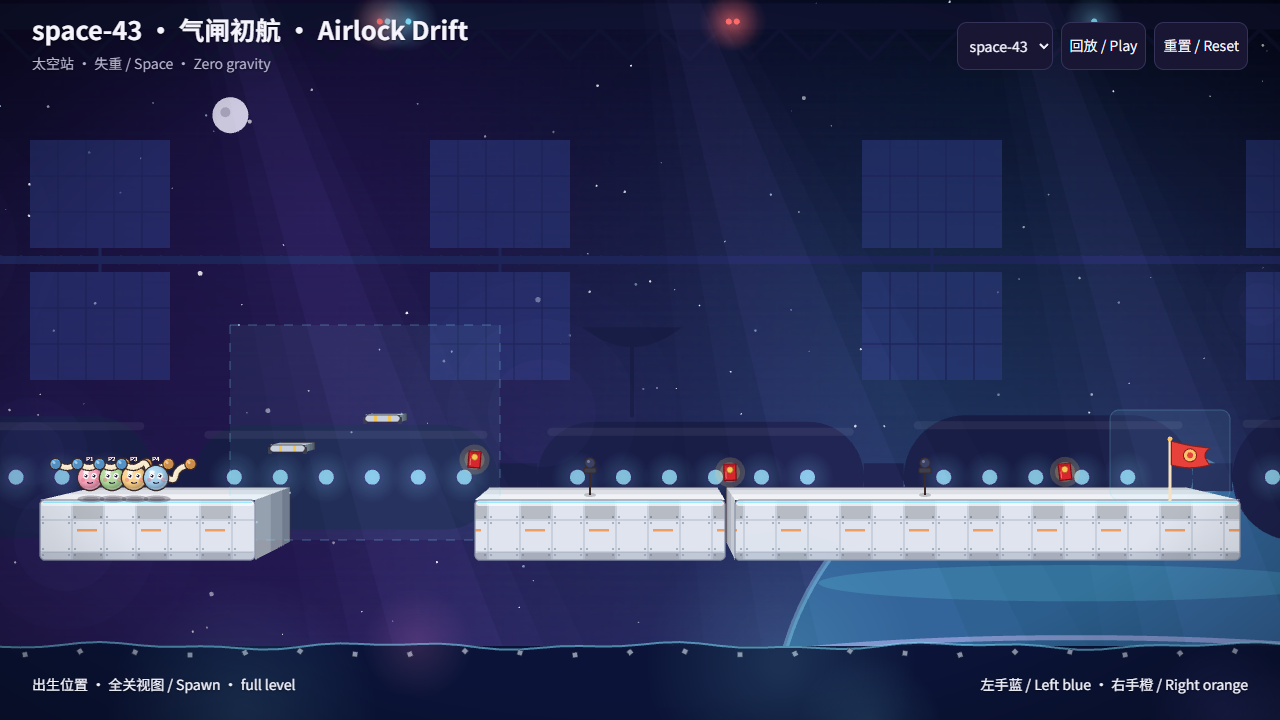 space-43 • 气闸初航 • Airlock Drift
太空站 • 失重 / Space • Zero gravity
space-43
回放 / Play
重置 / Reset
P1 P2 P3 P4
出生位置 • 全关视图 / Spawn • full level
左手蓝 / Left blue • 右手橙 / Right orange